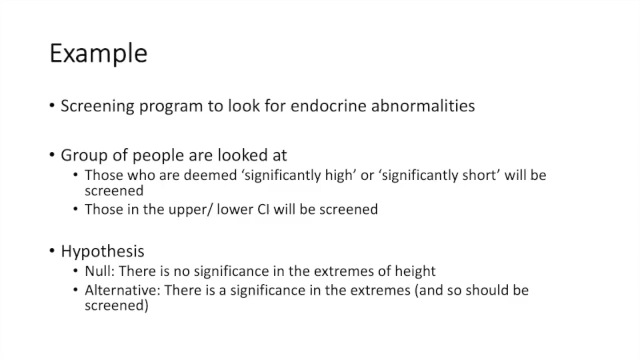 Example
• Screening program to look for endocrine abnormalities
• Group of people are looked at
• Those who are deemed ‘significantly high’ or ‘significantly short’ will be
screened
• Those in the upper/ lower CI will be screened
• Hypothesis
• Null: There is no significance in the extremes of height
• Alternative: There is a significance in the extremes (and so should be
screened)